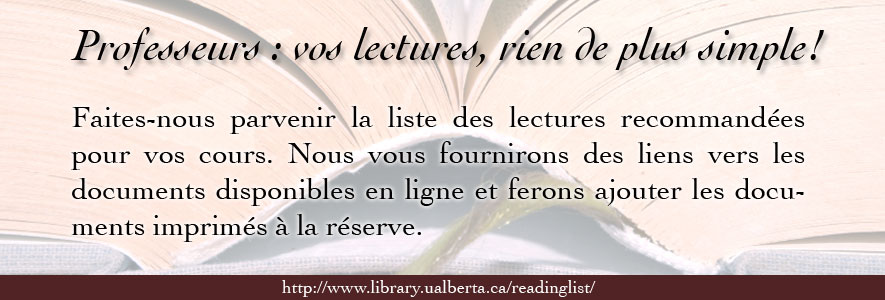 Professeurs : vos lectures, rien de plus simple!
Faites-nous parvenir la liste des lectures recommandées
pour vos cours. Nous vous fournirons des liens vers les
documents disponibles en ligne et ferons ajouter les docu-
ments imprimés à la réserve.
http://www.library.ualberta.ca/readinglist/